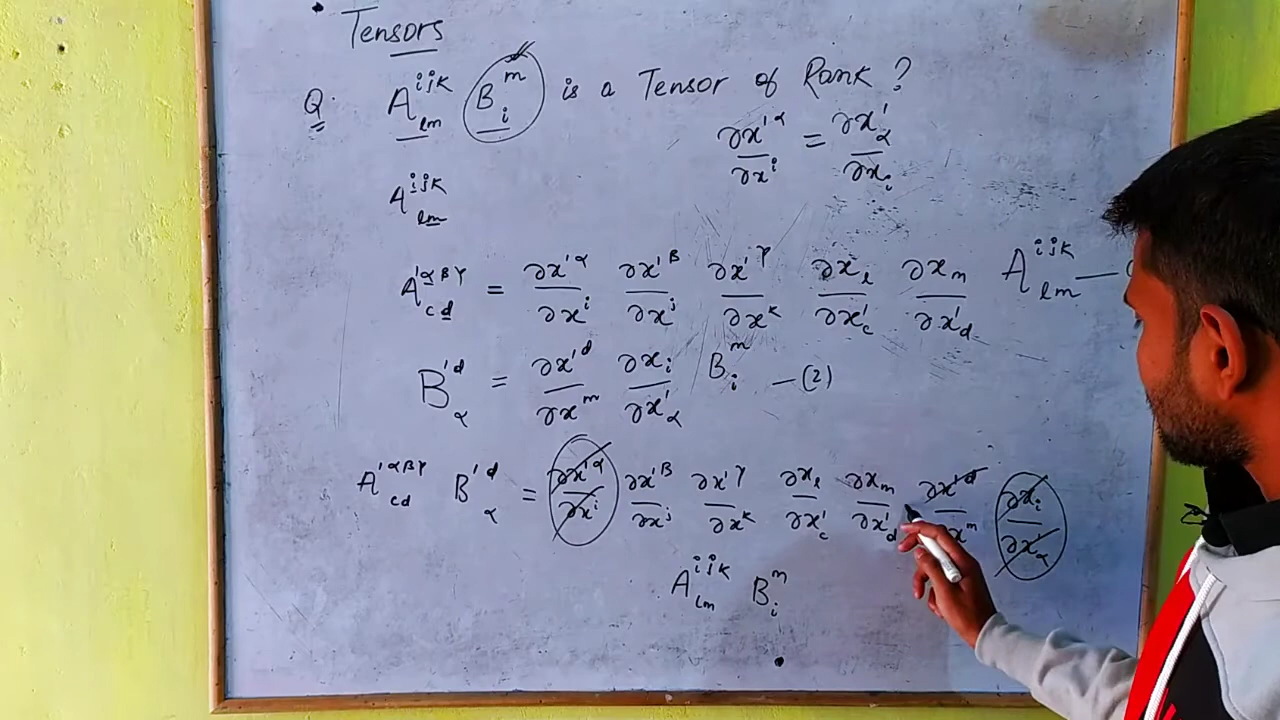 Tensors
Q. A^{ijk}_{lm} B^m_i is a Tensor of Rank ?
∂x'^α/∂x^i = ∂x'_α/∂x_i
A^{ijk}_{lm}
A'^{αβγ}_{cd} = ∂x'^α/∂x^i ∂x'^β/∂x^j ∂x'^γ/∂x^k ∂x_l/∂x'_c ∂x_m/∂x'_d A^{ijk}_{lm} —
B'^d_α = ∂x'^d/∂x^m ∂x_i/∂x'_α B^m_i —(2)
A'^{αβγ}_{cd} B'^d_α = ∂x'^α/∂x^i ∂x'^β/∂x^j ∂x'^γ/∂x^k ∂x_l/∂x'_c ∂x_m/∂x'_d ∂x'^d/∂x^m ∂x_i/∂x'_α
A^{ijk}_{lm} B^m_i